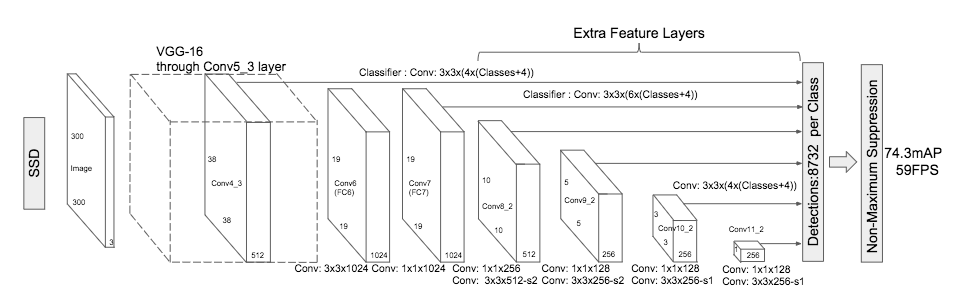 Extra Feature Layers
VGG-16
through Conv5_3 layer
Classifier : Conv: 3x3x(4x(Classes+4))
Classifier : Conv: 3x3x(6x(Classes+4))
SSD
300
Image
300
3
38
Conv4_3
38
512
19
Conv6
(FC6)
19
1024
19
Conv7
(FC7)
19
1024
10
Conv8_2
10
512
5
Conv9_2
5
256
Conv: 3x3x(4x(Classes+4))
3
Conv10_2
3
256
Conv11_2
1
256
Detections:8732 per Class
Non-Maximum Suppression
74.3mAP
59FPS
Conv: 3x3x1024
Conv: 1x1x1024
Conv: 1x1x256
Conv: 3x3x512-s2
Conv: 1x1x128
Conv: 3x3x256-s2
Conv: 1x1x128
Conv: 3x3x256-s1
Conv: 1x1x128
Conv: 3x3x256-s1